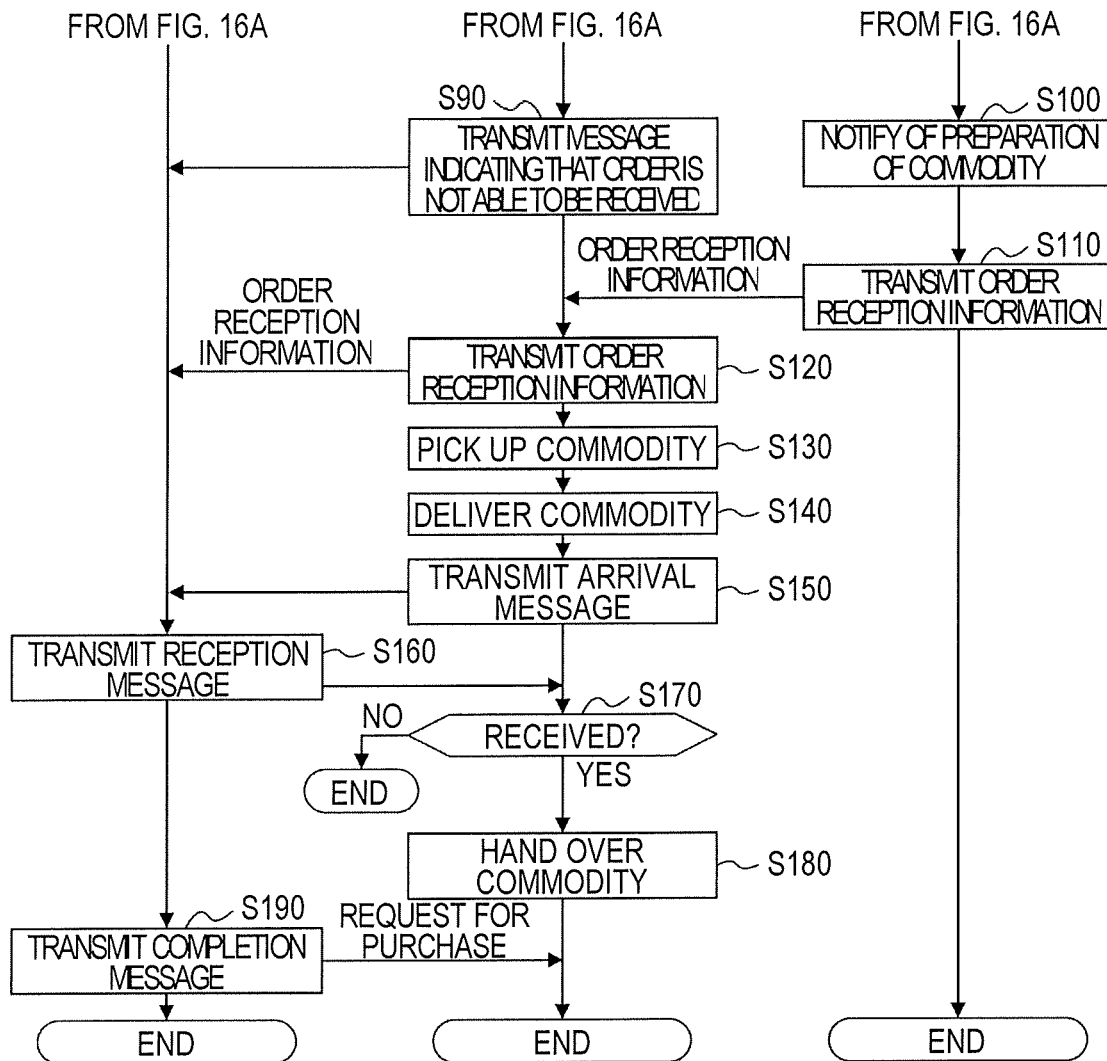 FROM FIG. 16A
FROM FIG. 16A
FROM FIG. 16A
S90
S100
TRANSMIT MESSAGE
INDICATING THAT ORDER IS
NOT ABLE TO BE RECEIVED
NOTIFY OF PREPARATION
OF COMMODITY
ORDER RECEPTION
INFORMATION
S110
TRANSMIT ORDER
RECEPTION INFORMATION
ORDER
RECEPTION
INFORMATION
TRANSMIT ORDER
RECEPTION INFORMATION
S120
PICK UP COMMODITY
S130
DELIVER COMMODITY
S140
TRANSMIT ARRIVAL
MESSAGE
S150
TRANSMIT RECEPTION
MESSAGE
S160
S170
NO
RECEIVED?
END
YES
HAND OVER
COMMODITY
S180
S190
TRANSMIT COMPLETION
MESSAGE
REQUEST FOR
PURCHASE
END
END
END